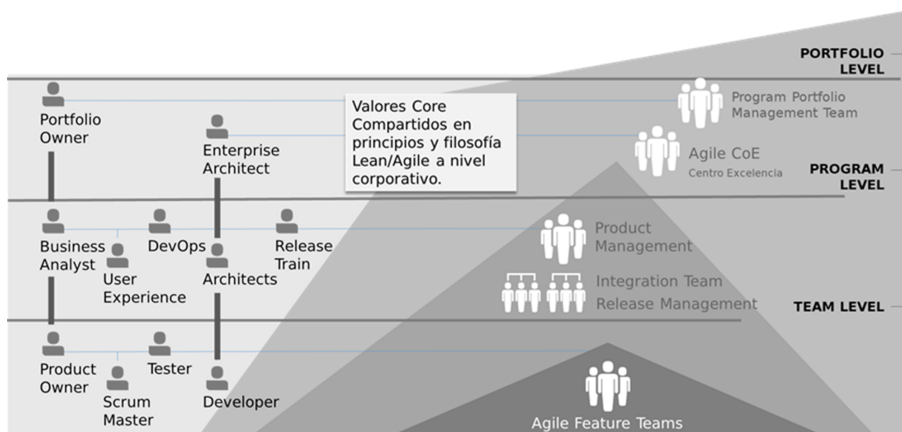 PORTFOLIO
LEVEL
Portfolio
Owner
Enterprise
Architect
Valores Core
Compartidos en
principios y filosofía
Lean/Agile a nivel
corporativo.
Program Portfolio
Management Team
Agile CoE
Centro Excelencia
PROGRAM
LEVEL
Business
Analyst
User
Experience
DevOps
Architects
Release
Train
Product
Management
Integration Team
Release Management
TEAM LEVEL
Product
Owner
Scrum
Master
Tester
Developer
Agile Feature Teams